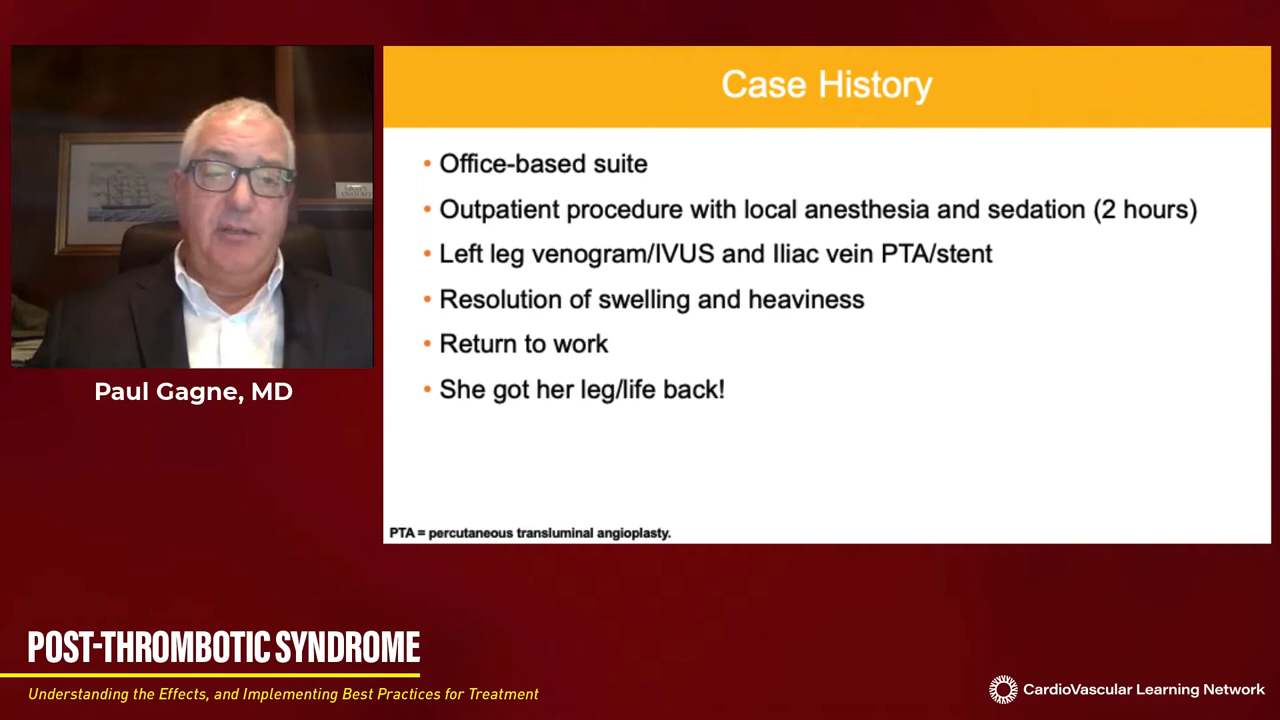 Case History
• Office-based suite
• Outpatient procedure with local anesthesia and sedation (2 hours)
• Left leg venogram/IVUS and Iliac vein PTA/stent
• Resolution of swelling and heaviness
• Return to work
• She got her leg/life back!
PTA = percutaneous transluminal angioplasty.
Paul Gagne, MD
POST-THROMBOTIC SYNDROME
Understanding the Effects, and Implementing Best Practices for Treatment
CardioVascular Learning Network